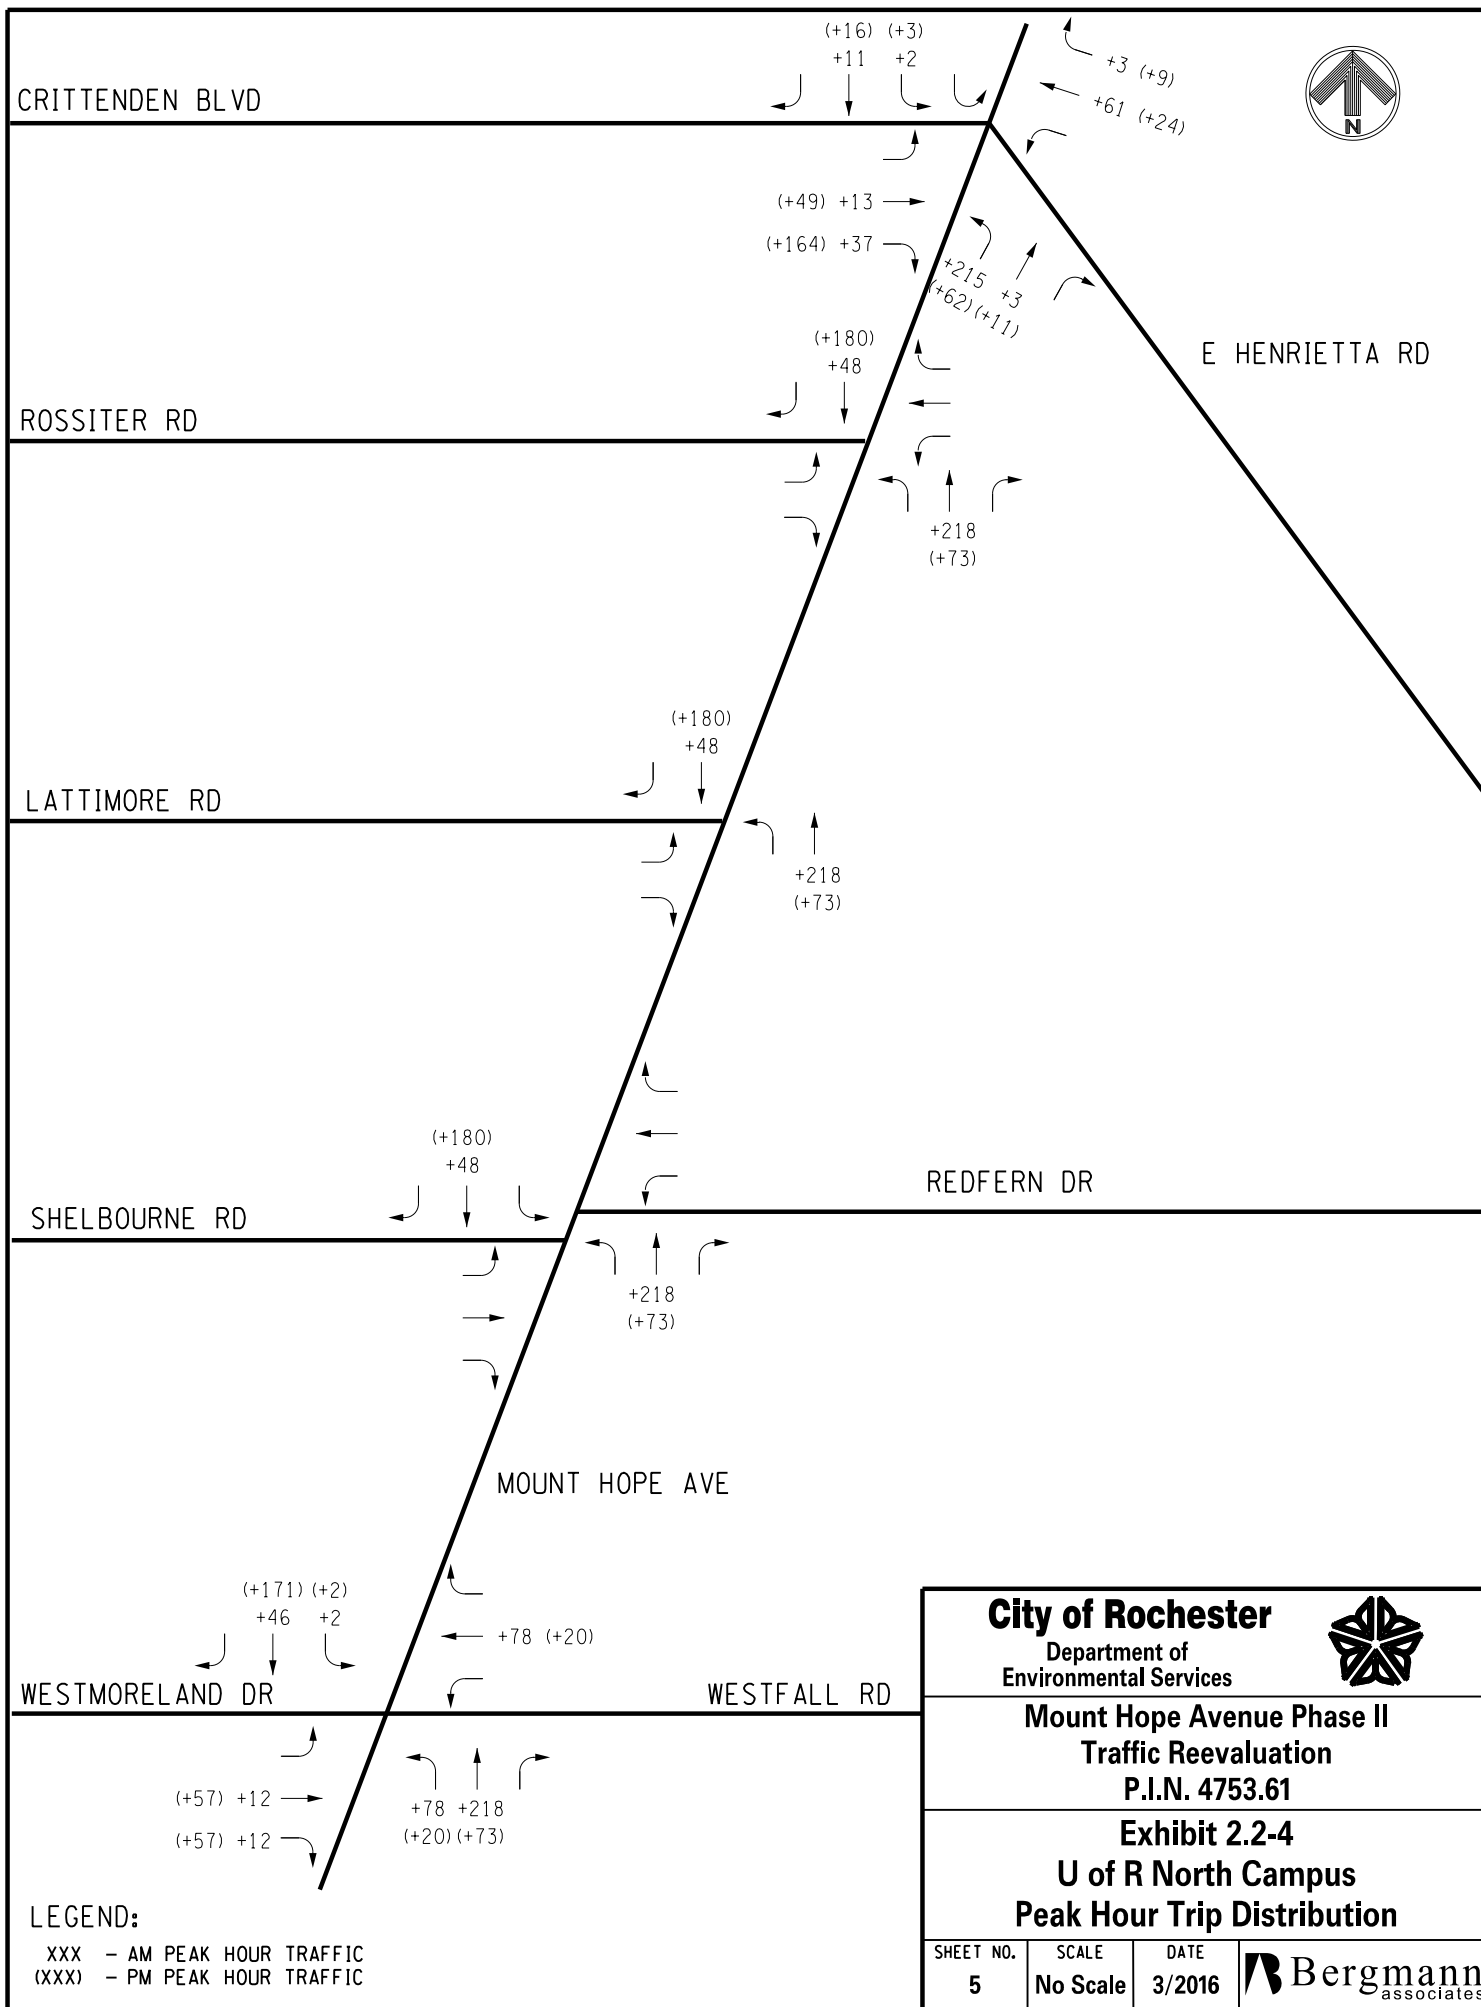 (+16) (+3)
+11 +2
+3 (+9)
+61 (+24)
CRITTENDEN BLVD
N
(+49) +13
(+164) +37
+215 +3
(+62) (+11)
(+180)
+48
E HENRIETTA RD
ROSSITER RD
+218
(+73)
(+180)
+48
LATTIMORE RD
+218
(+73)
(+180)
+48
REDFERN DR
SHELBOURNE RD
+218
(+73)
MOUNT HOPE AVE
(+171) (+2)
+46 +2
+78 (+20)
WESTMORELAND DR
WESTFALL RD
(+57) +12
(+57) +12
+78 +218
(+20) (+73)
LEGEND:
XXX - AM PEAK HOUR TRAFFIC
(XXX) - PM PEAK HOUR TRAFFIC
City of Rochester
Department of
Environmental Services
Mount Hope Avenue Phase II
Traffic Reevaluation
P.I.N. 4753.61
Exhibit 2.2-4
U of R North Campus
Peak Hour Trip Distribution
SHEET NO. SCALE DATE
5 No Scale 3/2016
Bergmann
associates